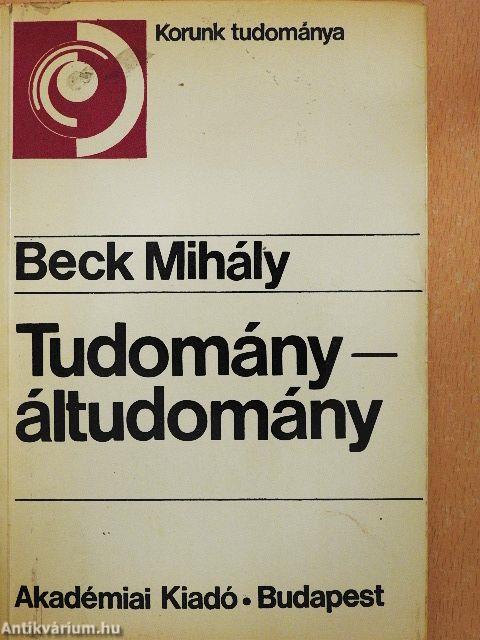 Korunk tudománya
Beck Mihály
Tudomány –
áltudomány
Akadémiai Kiadó • Budapest
Antikvárium.hu